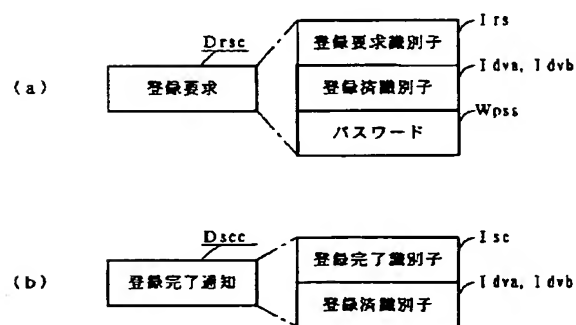 Drsc
Irs
登録要求識別子
Idva, Idvb
(a)
登録要求
登録済識別子
Wpss
パスワード
Dscc
Isc
登録完了識別子
(b)
登録完了通知
Idva, Idvb
登録済識別子